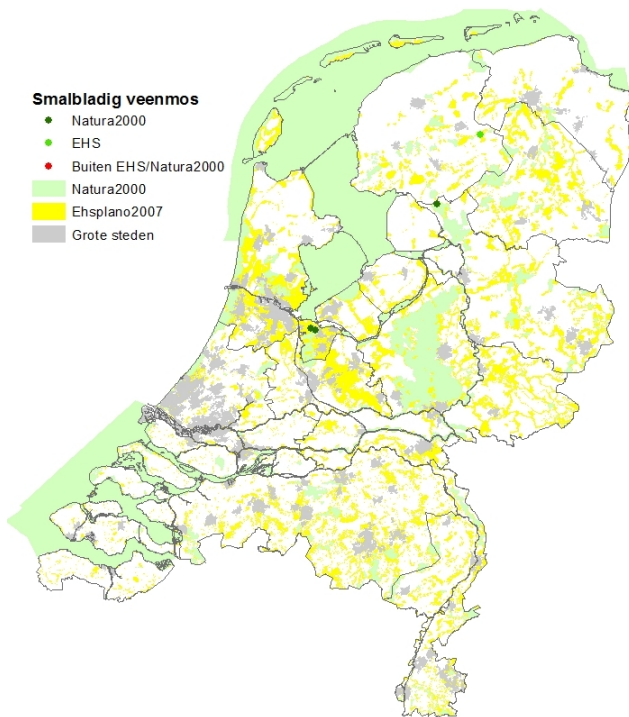 Smalbladig veenmos
Natura2000
EHS
Buiten EHS/Natura2000
Natura2000
Ehsplano2007
Grote steden